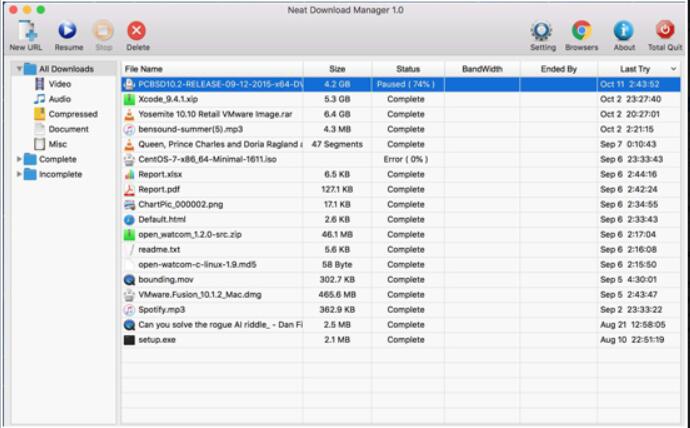 Neat Download Manager 1.0
New URL Resume Stop Delete Setting Browsers About Total Quit
All Downloads
Video
Audio
Compressed
Document
Misc
Complete
Incomplete
File Name Size Status BandWidth Ended By Last Try
PCBSD10.2-RELEASE-09-12-2015-x64-DV 4.2 GB Paused ( 74% ) Oct 11 2:43:52
Xcode_9.4.1.xip 5.3 GB Complete Oct 2 23:27:40
Yosemite 10.10 Retail VMware Image.rar 6.4 GB Complete Oct 2 20:27:01
bensound-summer(5).mp3 4.3 MB Complete Oct 2 2:21:15
Queen, Prince Charles and Doria Ragland a 47 Segments Complete Sep 7 0:10:43
CentOS-7-x86_64-Minimal-1611.iso Error ( 0% ) Sep 6 23:33:43
Report.xlsx 6.5 KB Complete Sep 6 2:44:16
Report.pdf 127.1 KB Complete Sep 6 2:42:24
ChartPic_000002.png 17.1 KB Complete Sep 6 2:34:55
Default.html 2.6 KB Complete Sep 6 2:33:43
open_watcom_1.2.0-src.zip 46.1 MB Complete Sep 6 2:17:04
readme.txt 5.6 KB Complete Sep 6 2:16:08
open-watcom-c-linux-1.9.md5 58 Byte Complete Sep 6 2:15:50
bounding.mov 302.7 KB Complete Sep 5 4:30:01
VMware.Fusion_10.1.2_Mac.dmg 465.6 MB Complete Sep 5 2:43:47
Spotify.mp3 362.9 KB Complete Sep 2 23:33:22
Can you solve the rogue AI riddle_ - Dan Fi 2.5 MB Complete Aug 21 12:58:05
setup.exe 2.1 MB Complete Aug 10 22:51:19